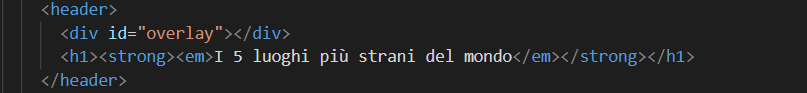 <header>
<div id="overlay"></div>
<h1><strong><em>I 5 luoghi più strani del mondo</em></strong></h1>
</header>